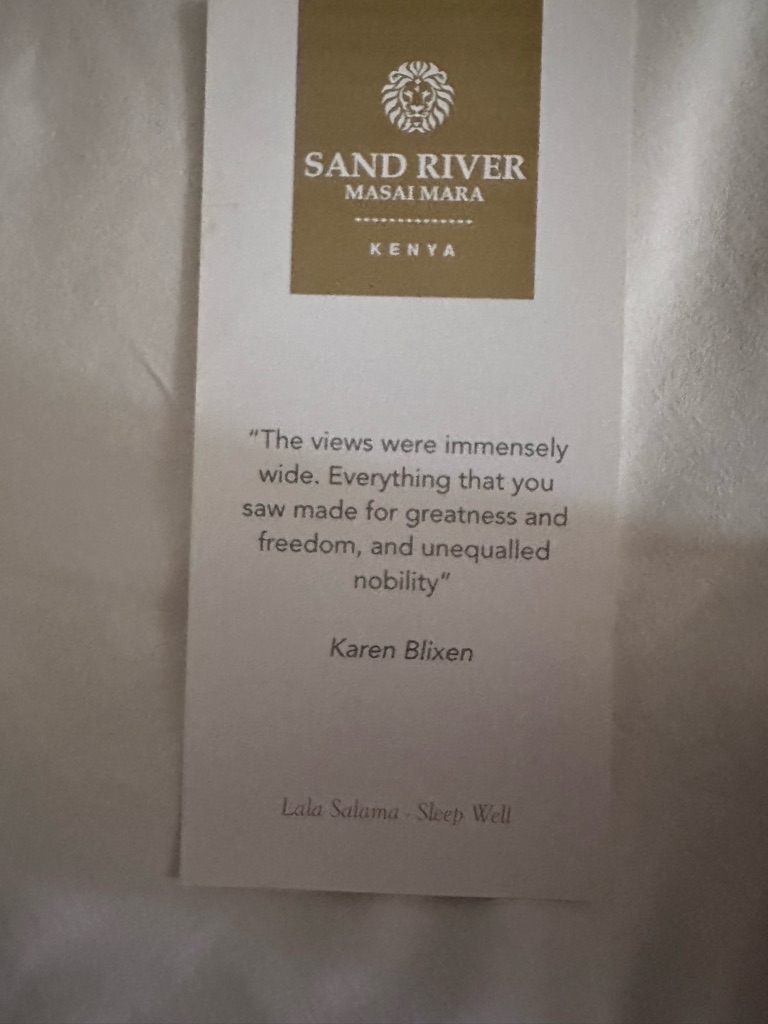 SAND RIVER
MASAI MARA
KENYA
“The views were immensely
wide. Everything that you
saw made for greatness and
freedom, and unequalled
nobility”
Karen Blixen
Lala Salama - Sleep Well